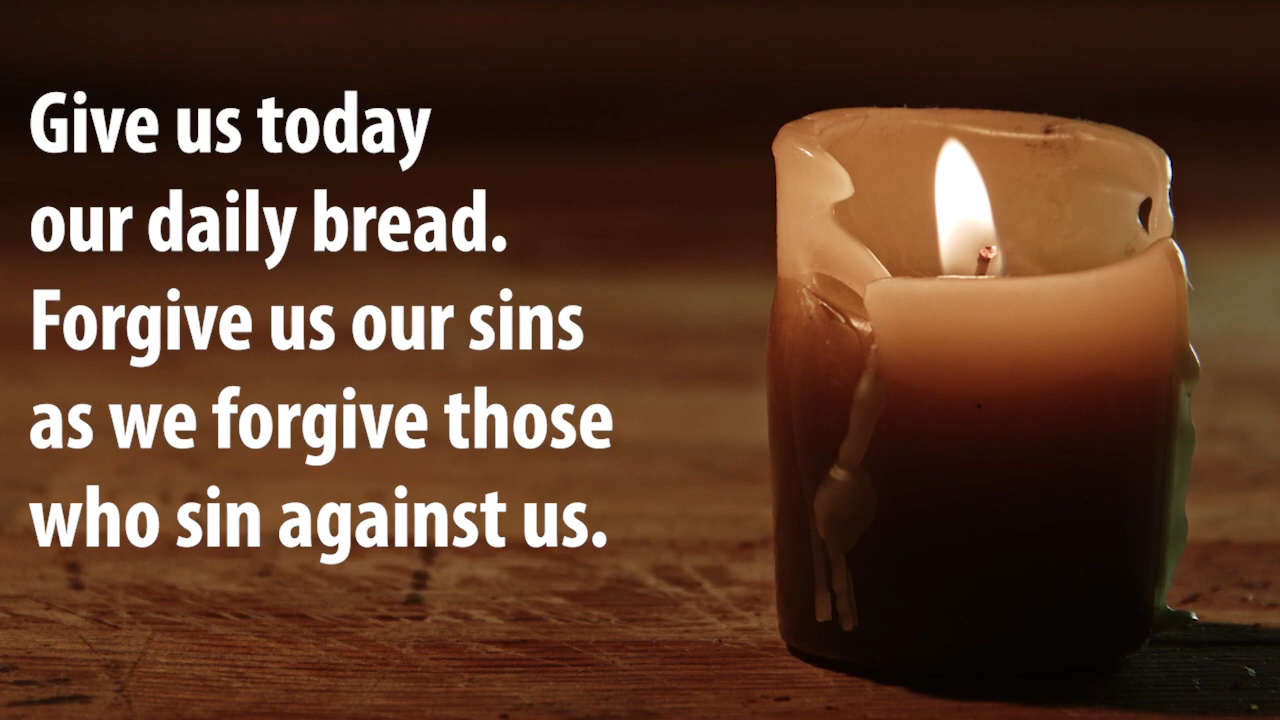 Give us today
our daily bread.
Forgive us our sins
as we forgive those
who sin against us.